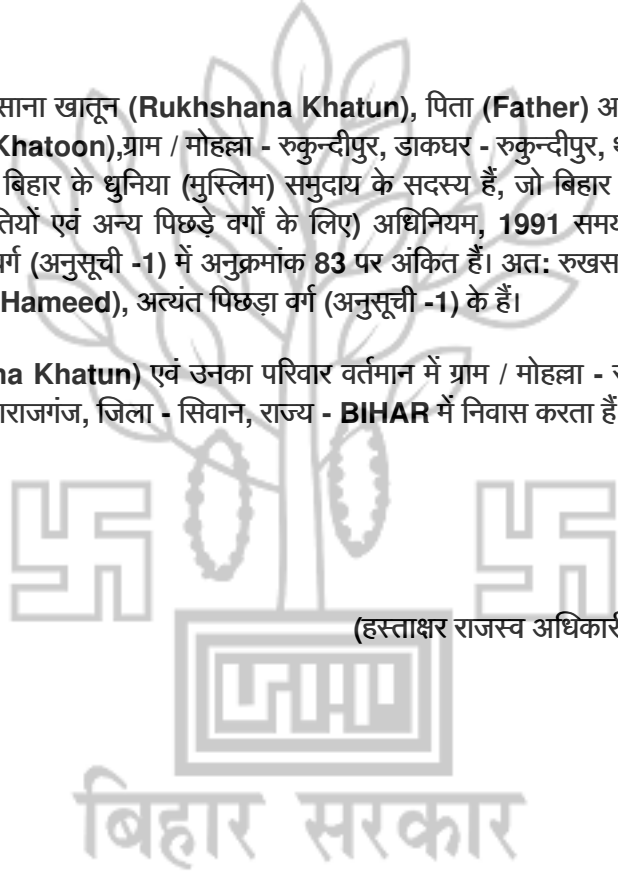 साना खातून (Rukhshana Khatun), पिता (Father) अ
Khatoon),ग्राम / मोहल्ला - रुकुन्दीपुर, डाकघर - रुकुन्दीपुर, थ
बिहार के धुनिया (मुस्लिम) समुदाय के सदस्य हैं, जो बिहार
तियों एवं अन्य पिछड़े वर्गों के लिए) अधिनियम, 1991 समय
वर्ग (अनुसूची -1) में अनुक्रमांक 83 पर अंकित हैं। अत: रुखस
Hameed), अत्यंत पिछड़ा वर्ग (अनुसूची -1) के हैं।
na Khatun) एवं उनका परिवार वर्तमान में ग्राम / मोहल्ला -
ाराजगंज, जिला - सिवान, राज्य - BIHAR में निवास करता हैं
(हस्ताक्षर राजस्व अधिकारी
बिहार सरकार